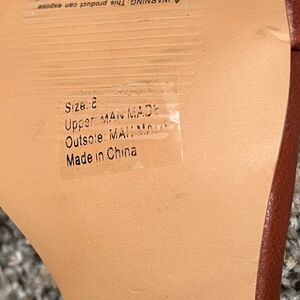 ⚠ WARNING: This product can expose
Size: 8
Upper: MAN MADE
Outsole: MAN MADE
Made in China